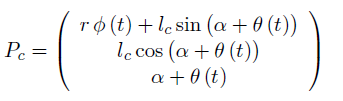 P_c = ( r ϕ (t) + l_c sin (α + θ (t))
l_c cos (α + θ (t))
α + θ (t) )